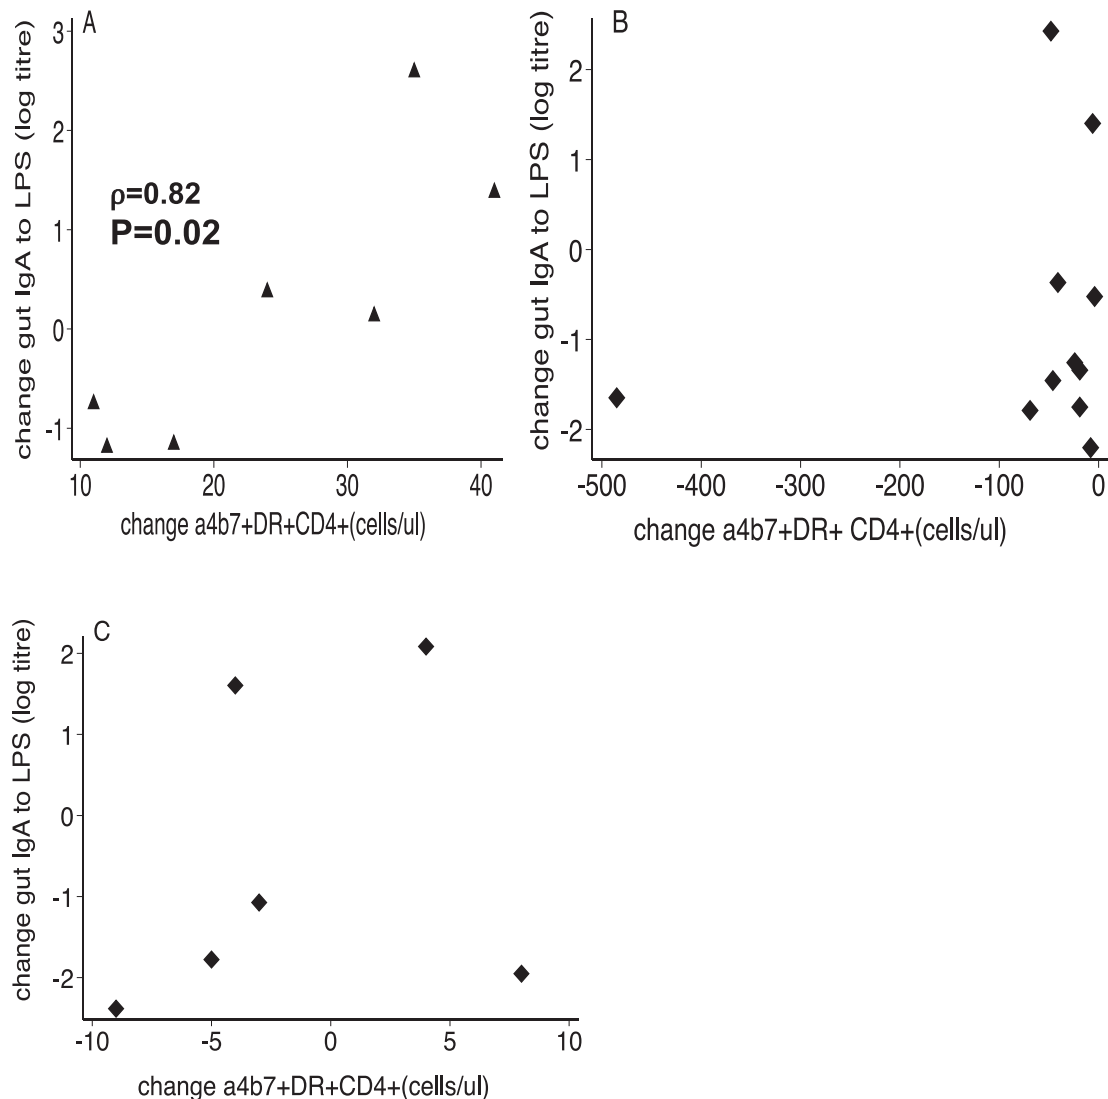 A
change gut IgA to LPS (log titre)
3
2
1
0
-1
ρ=0.82
P=0.02
10
20
30
40
change a4b7+DR+CD4+(cells/ul)
B
change gut IgA to LPS (log titre)
2
1
0
-1
-2
-500
-400
-300
-200
-100
0
change a4b7+DR+ CD4+(cells/ul)
C
change gut IgA to LPS (log titre)
2
1
0
-1
-2
-10
-5
0
5
10
change a4b7+DR+CD4+(cells/ul)